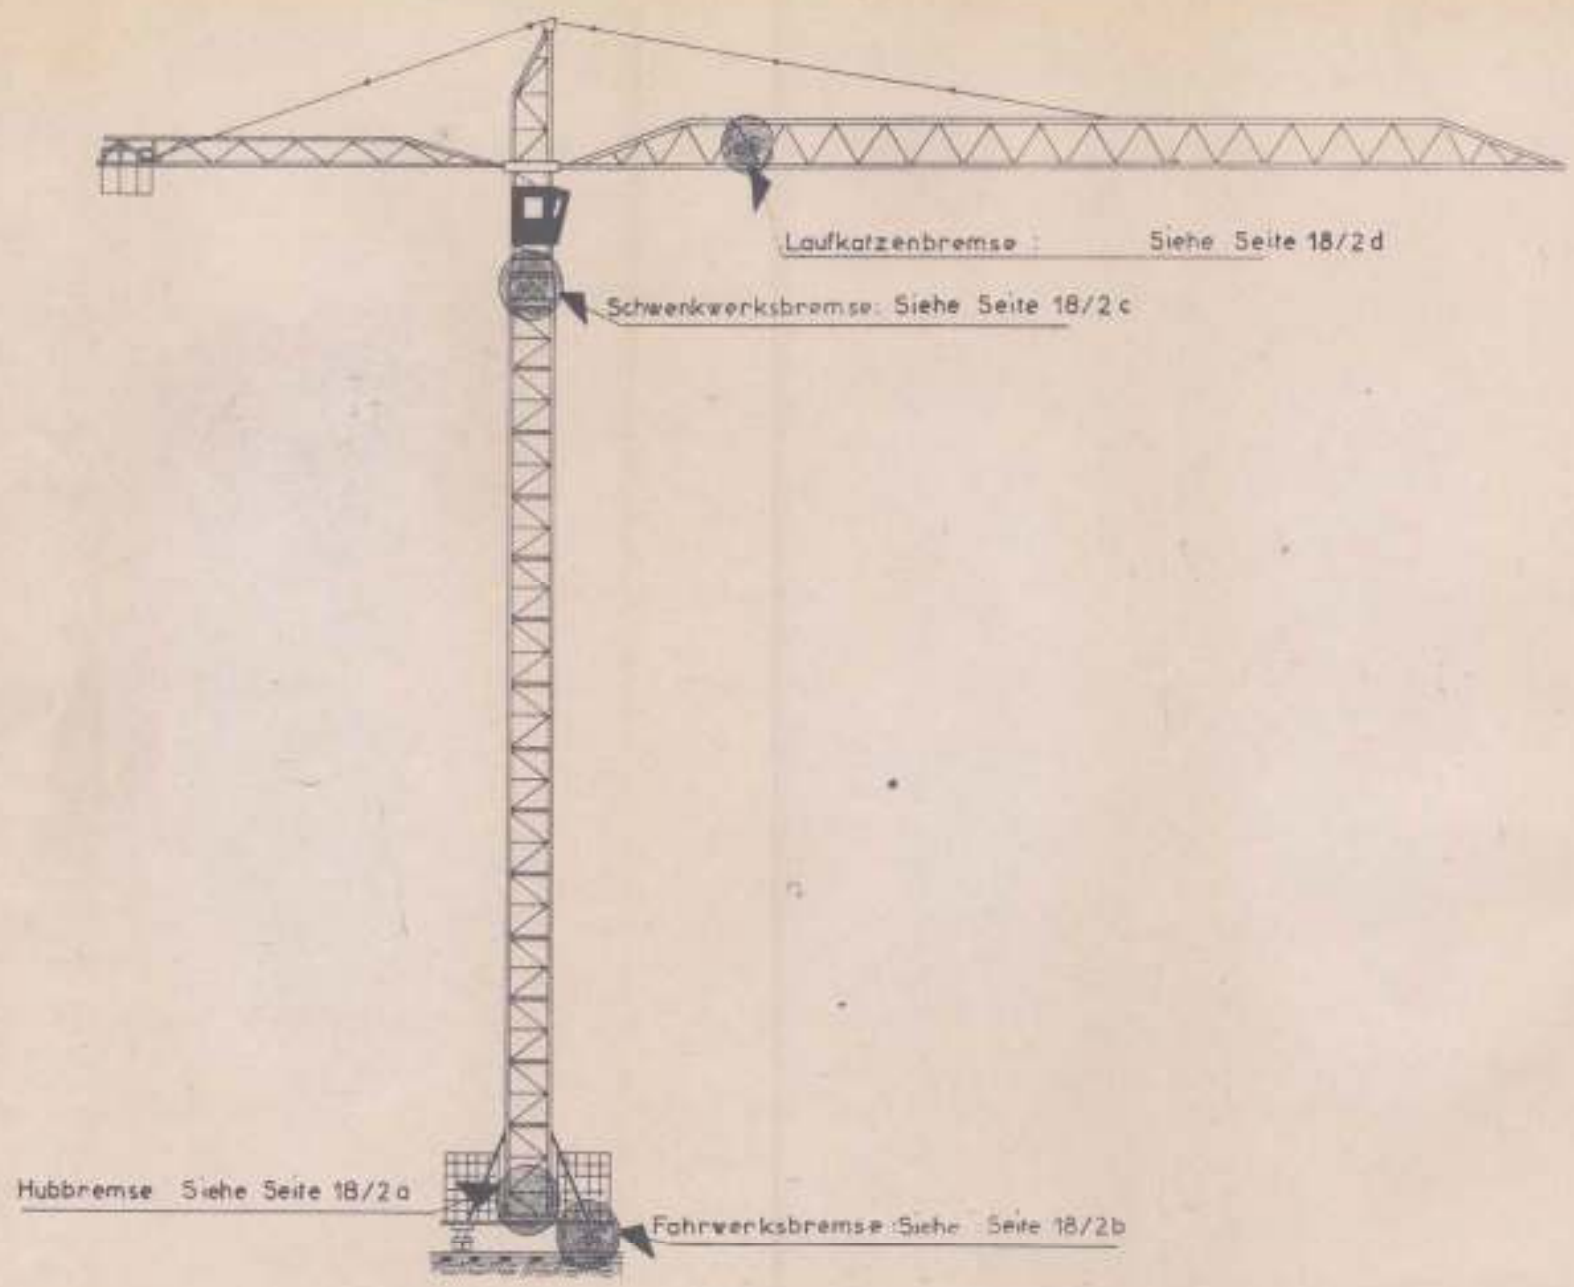 Laufkatzenbremse : Siehe Seite 18/2d
Schwenkwerksbremse: Siehe Seite 18/2c
Hubbremse Siehe Seite 18/2a
Fahrwerksbremse: Siehe Seite 18/2b